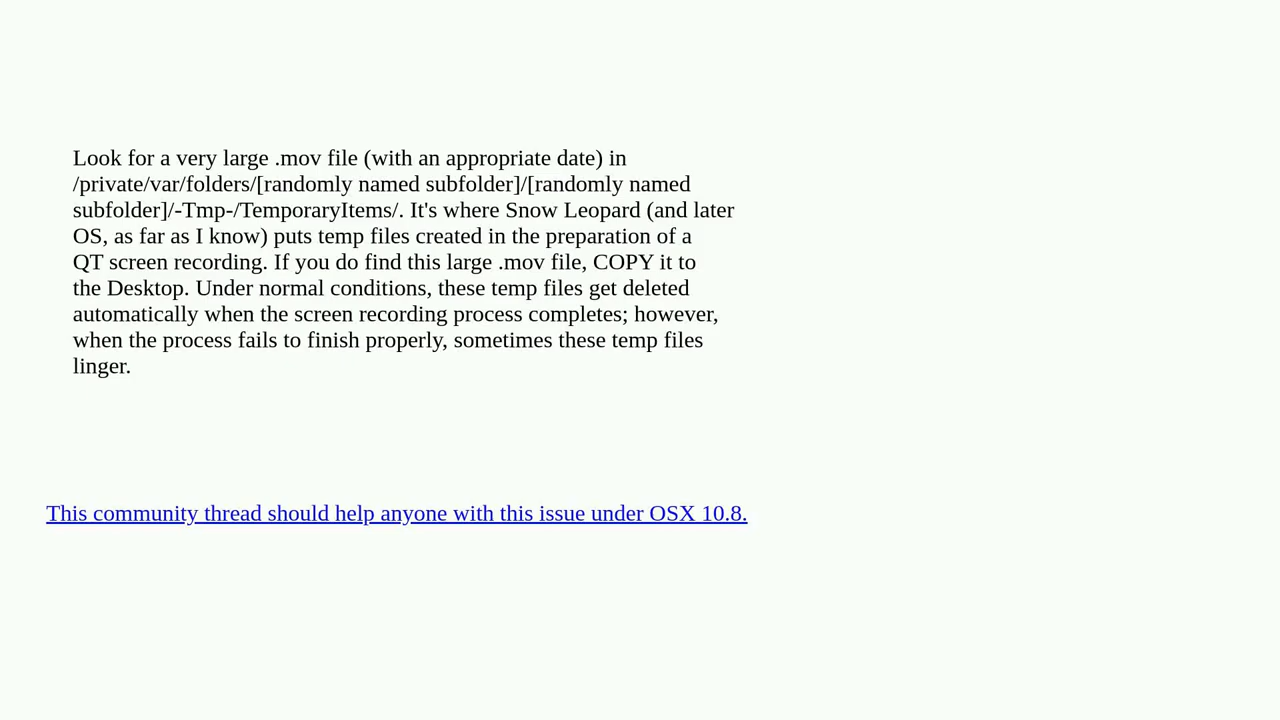 Look for a very large .mov file (with an appropriate date) in
/private/var/folders/[randomly named subfolder]/[randomly named
subfolder]/-Tmp-/TemporaryItems/. It's where Snow Leopard (and later
OS, as far as I know) puts temp files created in the preparation of a
QT screen recording. If you do find this large .mov file, COPY it to
the Desktop. Under normal conditions, these temp files get deleted
automatically when the screen recording process completes; however,
when the process fails to finish properly, sometimes these temp files
linger.
This community thread should help anyone with this issue under OSX 10.8.